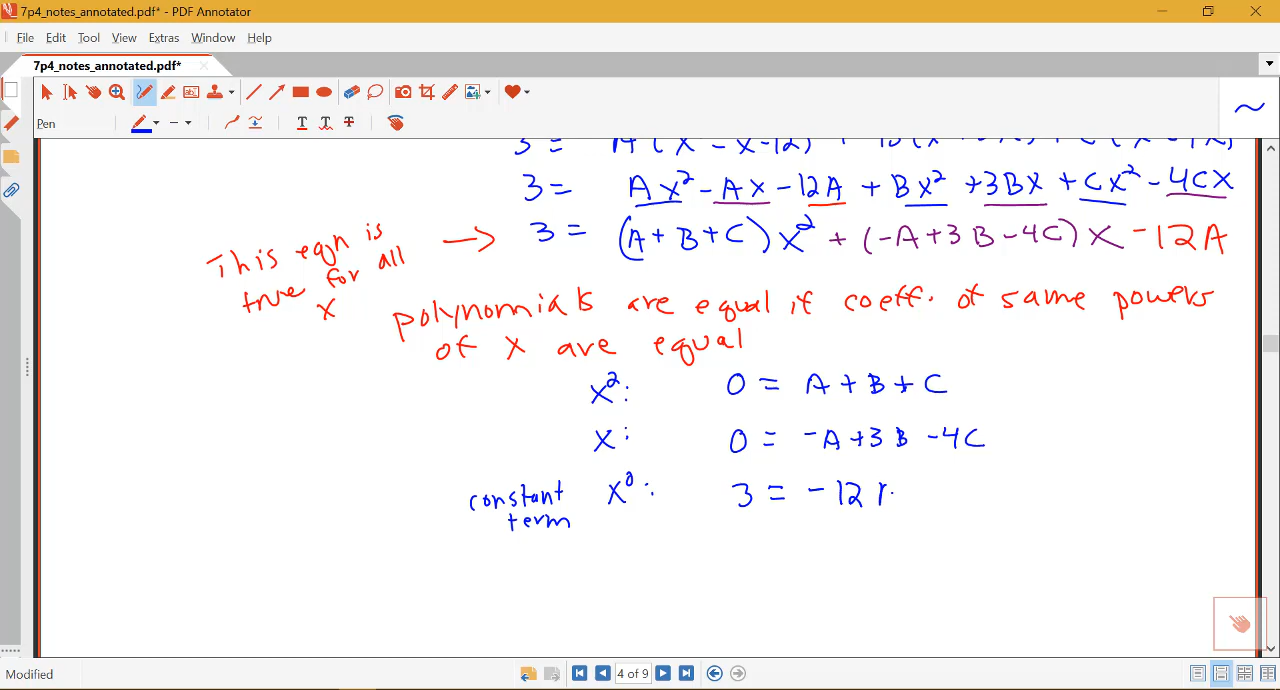 7p4_notes_annotated.pdf* - PDF Annotator
File Edit Tool View Extras Window Help
7p4_notes_annotated.pdf*
Pen
3 = Ax² - Ax - 12A + Bx² + 3Bx + Cx² - 4Cx
3 = (A + B + C) x² + (-A + 3B - 4C) x - 12A
This eqn is
true for all
x
polynomials are equal if coeff. of same powers
of x are equal
x²: 0 = A + B + C
x: 0 = -A + 3B - 4C
constant term x⁰: 3 = -12
Modified
4 of 9